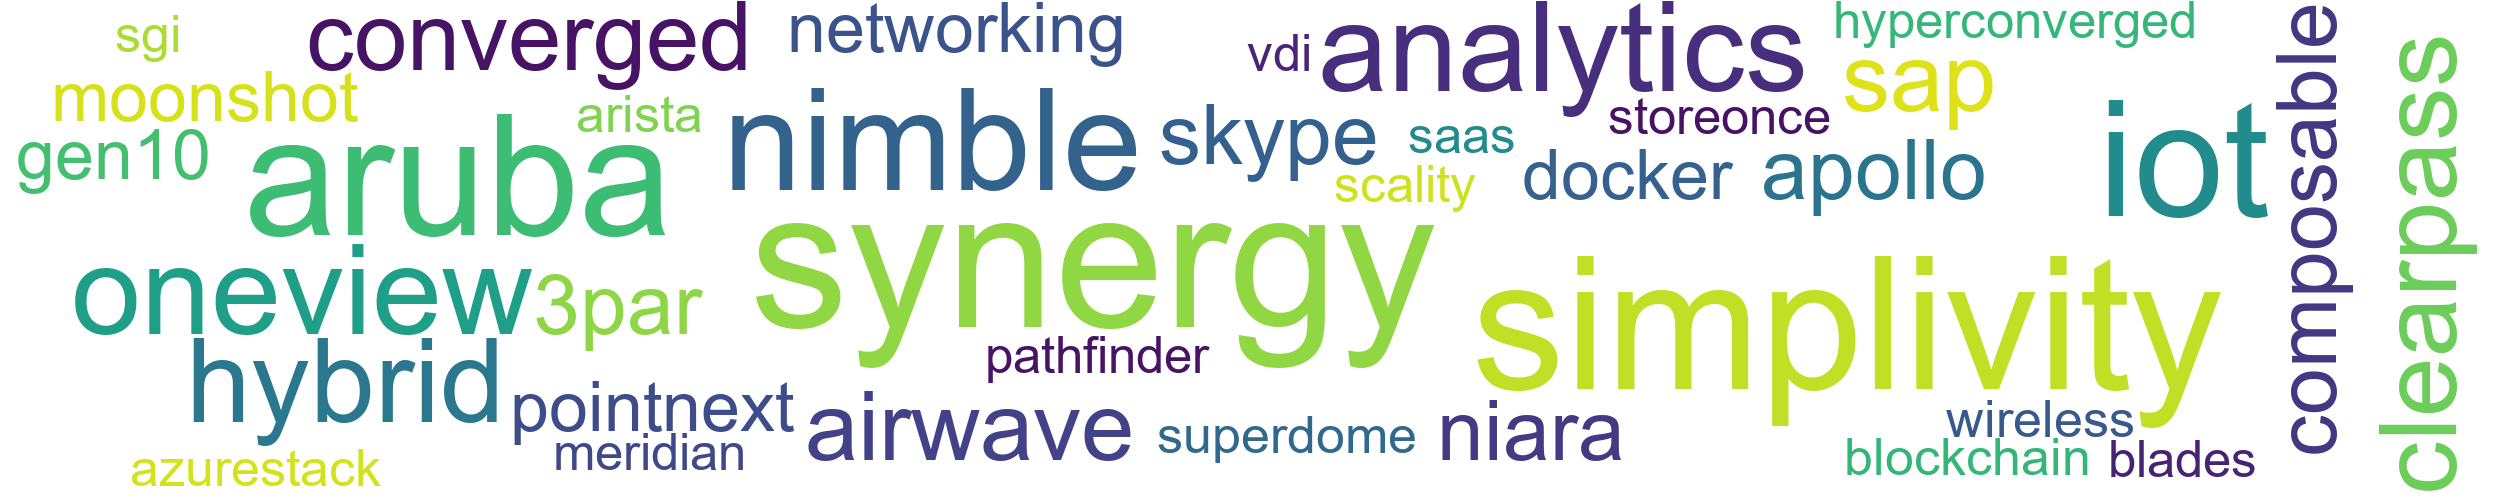 sgi
converged
networking
vdi
analytics
hyperconverged
moonshot
arista
nimble
skype
saas
storeonce
sap
iot
composable
clearpass
gen10
aruba
scality
docker
apollo
oneview
3par
synergy
simplivity
hybrid
pathfinder
pointnext
airwave
superdome
niara
wireless
meridian
azurestack
blockchain
blades